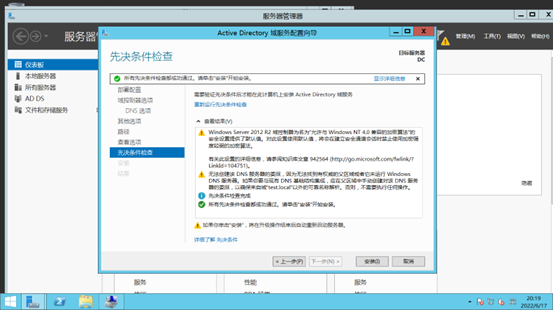 服务器管理器
Active Directory 域服务配置向导
管理(M) 工具(T) 视图(V) 帮助(H)
仪表板
本地服务器
所有服务器
AD DS
文件和存储服务
先决条件检查
目标服务器
DC
所有先决条件检查都成功通过。请单击“安装”开始安装。
显示详细信息
部署配置
域控制器选项
DNS 选项
其他选项
路径
查看选项
先决条件检查
安装
结果
需要验证先决条件后才能在此计算机上安装 Active Directory 域服务
重新运行先决条件检查
查看结果(V)
Windows Server 2012 R2 域控制器为名为“允许与 Windows NT 4.0 兼容的加密算法”的
安全设置提供了默认值。对此设置使用默认值，将会在建立安全通道会话时禁止使用加密强
度较弱的加密算法。
有关此设置的详细信息，请参阅知识库文章 942564 (http://go.microsoft.com/fwlink/?
LinkId=104751)。
无法创建该 DNS 服务器的委派，因为无法找到有权威的父区域或者它未运行 Windows
DNS 服务器。如果你要与现有 DNS 基础结构集成，应在父区域中手动创建对该 DNS 服务
器的委派，以确保来自域“test.local”以外的可靠名称解析。否则，不需要执行任何操作。
先决条件检查完成
所有先决条件检查都成功通过。请单击“安装”开始安装。
如果你单击“安装”，将在升级操作结束后自动重新启动服务器。
详细了解 先决条件
< 上一步(P) 下一步(N) > 安装(I) 取消
隐藏
服务 性能 服务
20:19
2022/6/17